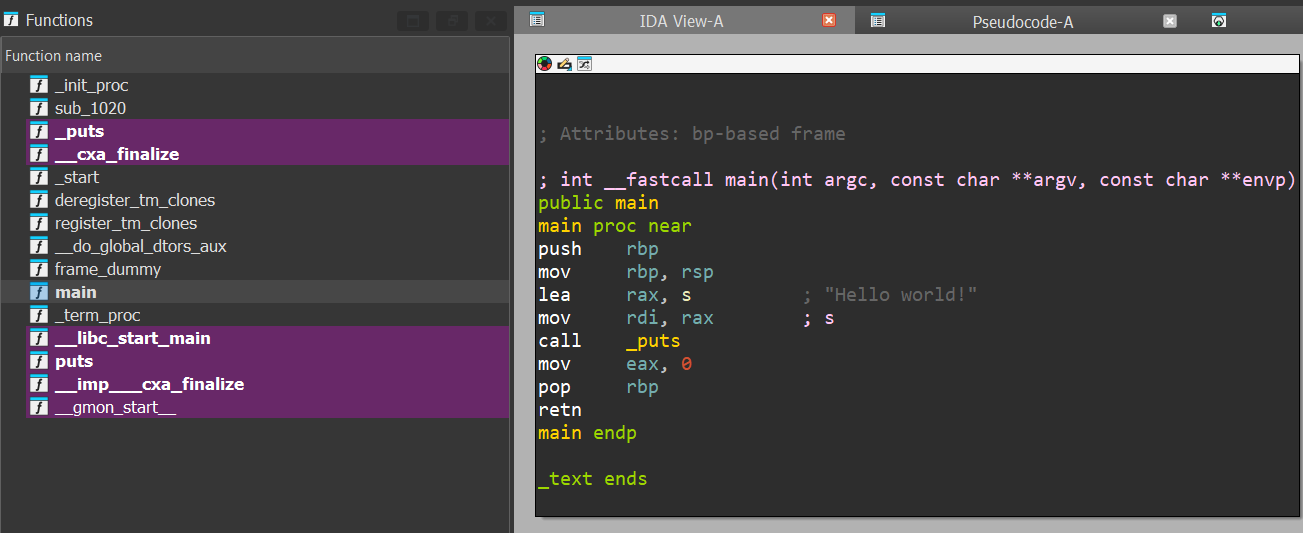 Functions
Function name
_init_proc
sub_1020
_puts
__cxa_finalize
_start
deregister_tm_clones
register_tm_clones
__do_global_dtors_aux
frame_dummy
main
_term_proc
__libc_start_main
puts
__imp___cxa_finalize
__gmon_start__
IDA View-A
Pseudocode-A
; Attributes: bp-based frame
; int __fastcall main(int argc, const char **argv, const char **envp)
public main
main proc near
push    rbp
mov     rbp, rsp
lea     rax, s          ; "Hello world!"
mov     rdi, rax        ; s
call    _puts
mov     eax, 0
pop     rbp
retn
main endp
_text ends